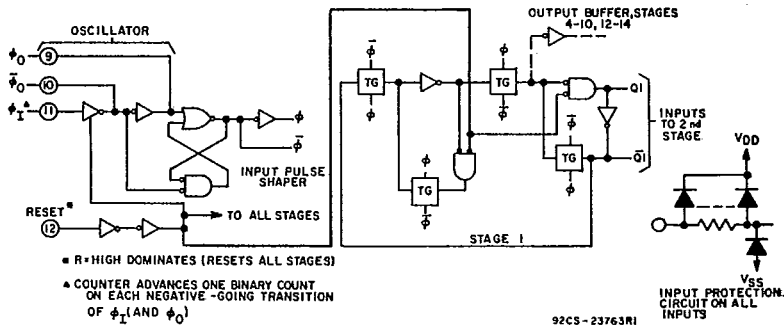 OSCILLATOR
ϕO 9
ϕ̄O 10
ϕI▲ 11
RESET* 12
INPUT PULSE
SHAPER
ϕ
ϕ̄
TO ALL STAGES
* R=HIGH DOMINATES (RESETS ALL STAGES)
▲ COUNTER ADVANCES ONE BINARY COUNT
ON EACH NEGATIVE-GOING TRANSITION
OF ϕI (AND ϕO)
OUTPUT BUFFER, STAGES
4-10, 12-14
ϕ̄
TG
ϕ
ϕ
TG
ϕ̄
ϕ
TG
ϕ̄
ϕ̄
TG
ϕ
STAGE 1
Q1
Q̄1
INPUTS
TO 2nd
STAGE
VDD
VSS
INPUT PROTECTION
CIRCUIT ON ALL
INPUTS
92CS-23763R1